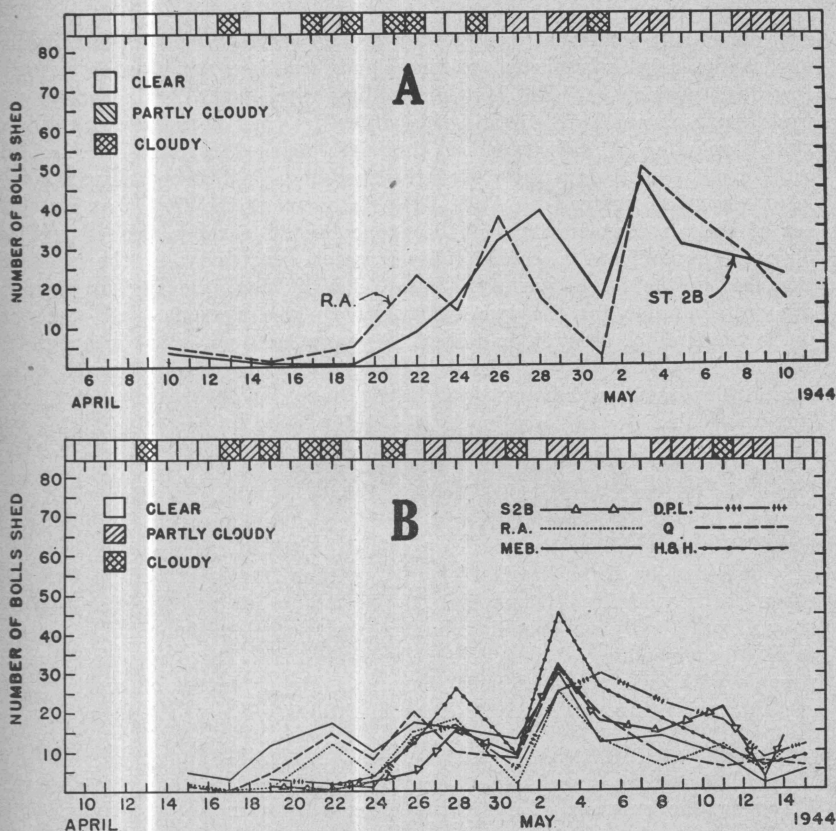 80
70
60
50
40
30
20
10
NUMBER OF BOLLS SHED
CLEAR
PARTLY CLOUDY
CLOUDY
A
R.A.
ST. 2B
6 8 10 12 14 16 18 20 22 24 26 28 30 2 4 6 8 10
APRIL MAY 1944
80
70
60
50
40
30
20
10
NUMBER OF BOLLS SHED
CLEAR
PARTLY CLOUDY
CLOUDY
B
S2B D.P.L.
R.A. Q
MEB. H.& H.
10 12 14 16 18 20 22 24 26 28 30 2 4 6 8 10 12 14
APRIL MAY 1944